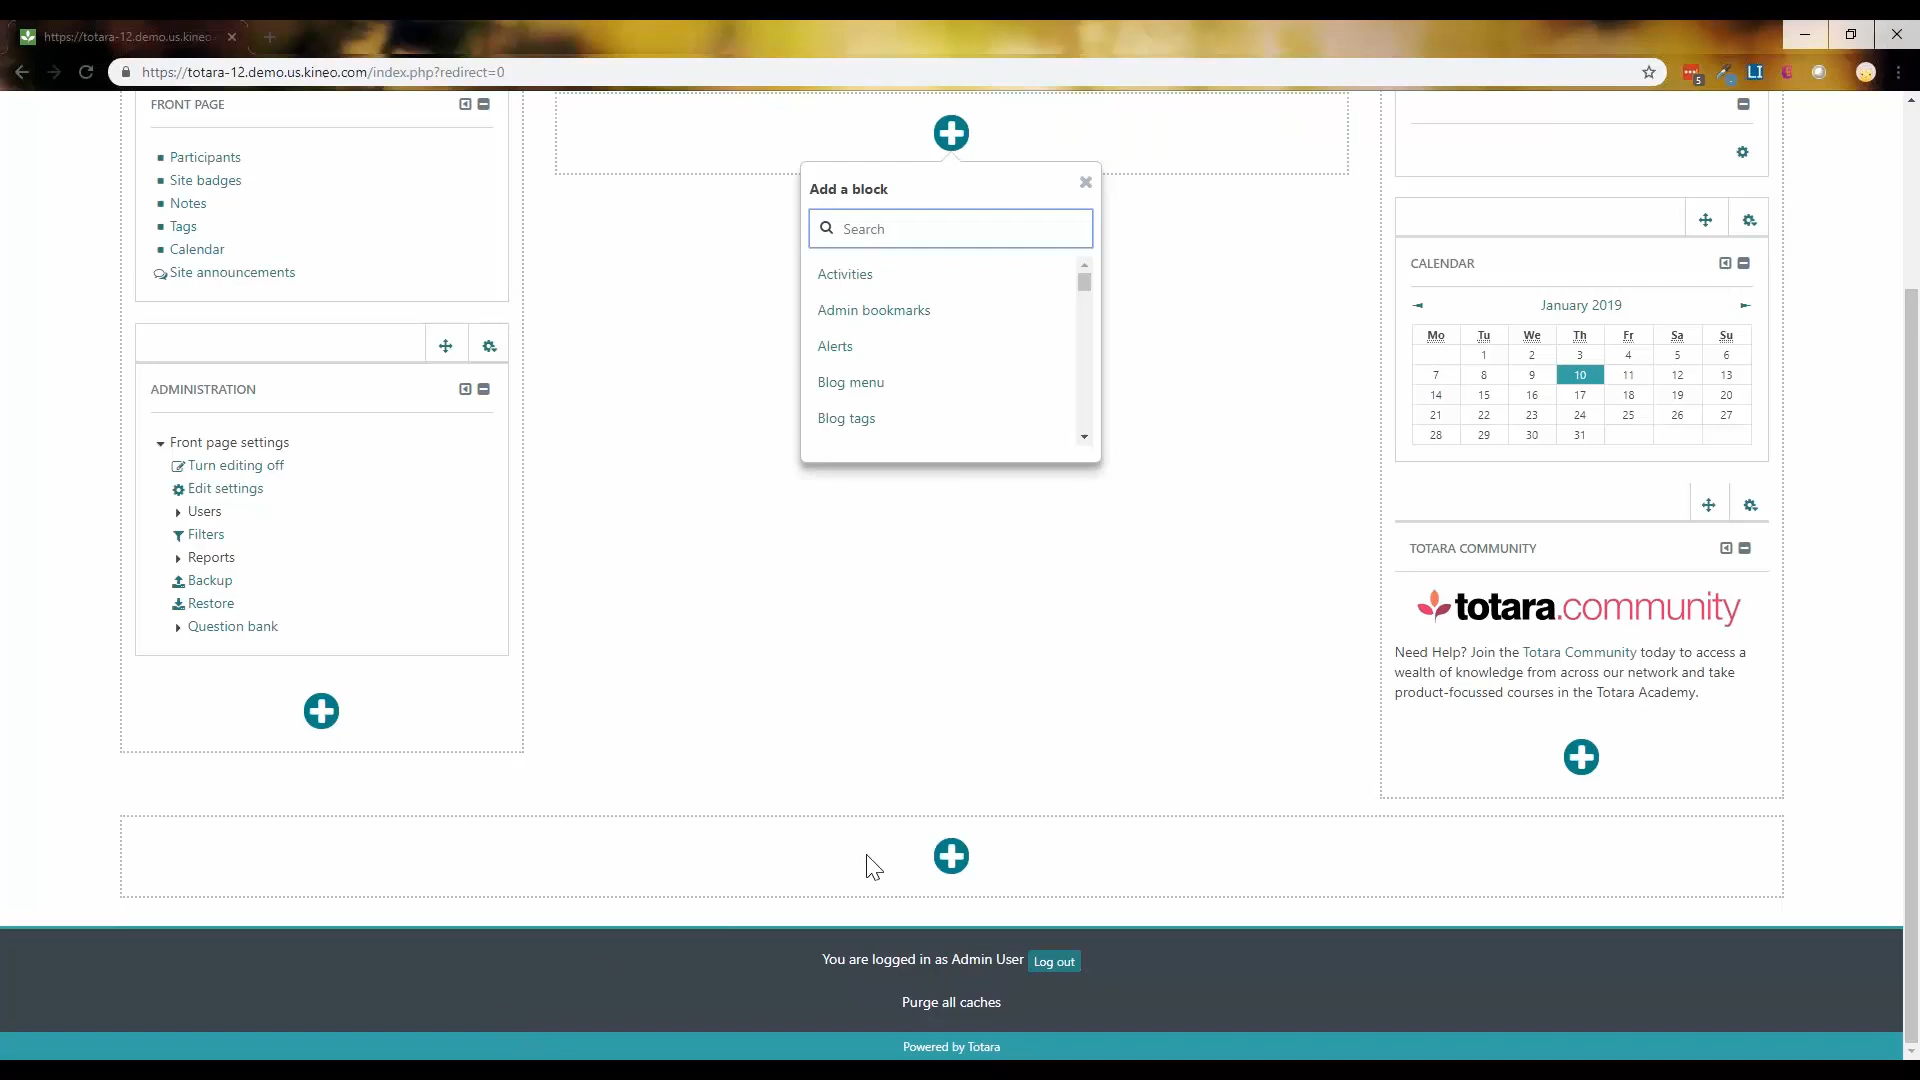 https://totara-12.demo.us.kineo
https://totara-12.demo.us.kineo.com/index.php?redirect=0
5
LI
FRONT PAGE
Participants
Site badges
Notes
Tags
Calendar
Site announcements
ADMINISTRATION
Front page settings
Turn editing off
Edit settings
Users
Filters
Reports
Backup
Restore
Question bank
Add a block
Search
Activities
Admin bookmarks
Alerts
Blog menu
Blog tags
CALENDAR
January 2019
Mo Tu We Th Fr Sa Su
1 2 3 4 5 6
7 8 9 10 11 12 13
14 15 16 17 18 19 20
21 22 23 24 25 26 27
28 29 30 31
TOTARA COMMUNITY
totara.community
Need Help? Join the Totara Community today to access a
wealth of knowledge from across our network and take
product-focussed courses in the Totara Academy.
You are logged in as Admin User Log out
Purge all caches
Powered by Totara